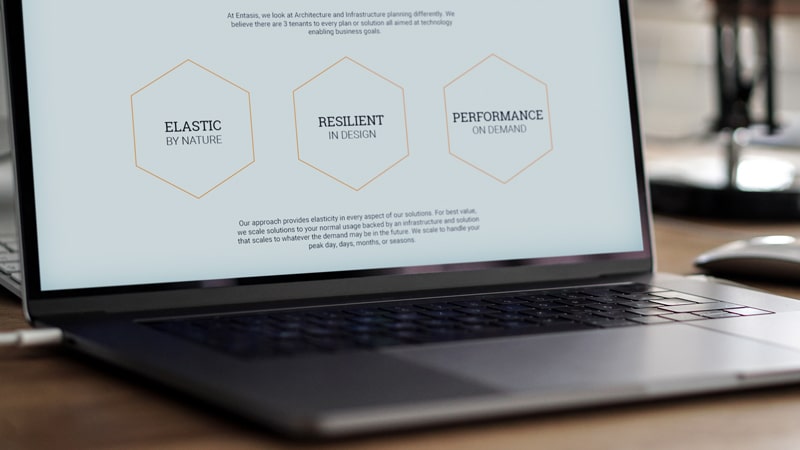 At Entasis, we look at Architecture and Infrastructure planning differently. We
believe there are 3 tenants to every plan or solution all aimed at technology
enabling business goals.
ELASTIC
BY NATURE
RESILIENT
IN DESIGN
PERFORMANCE
ON DEMAND
Our approach provides elasticity in every aspect of our solutions. For best value,
we scale solutions to your normal usage backed by an infrastructure and solution
that scales to whatever the demand may be in the future. We scale to handle your
peak day, days, months, or seasons.